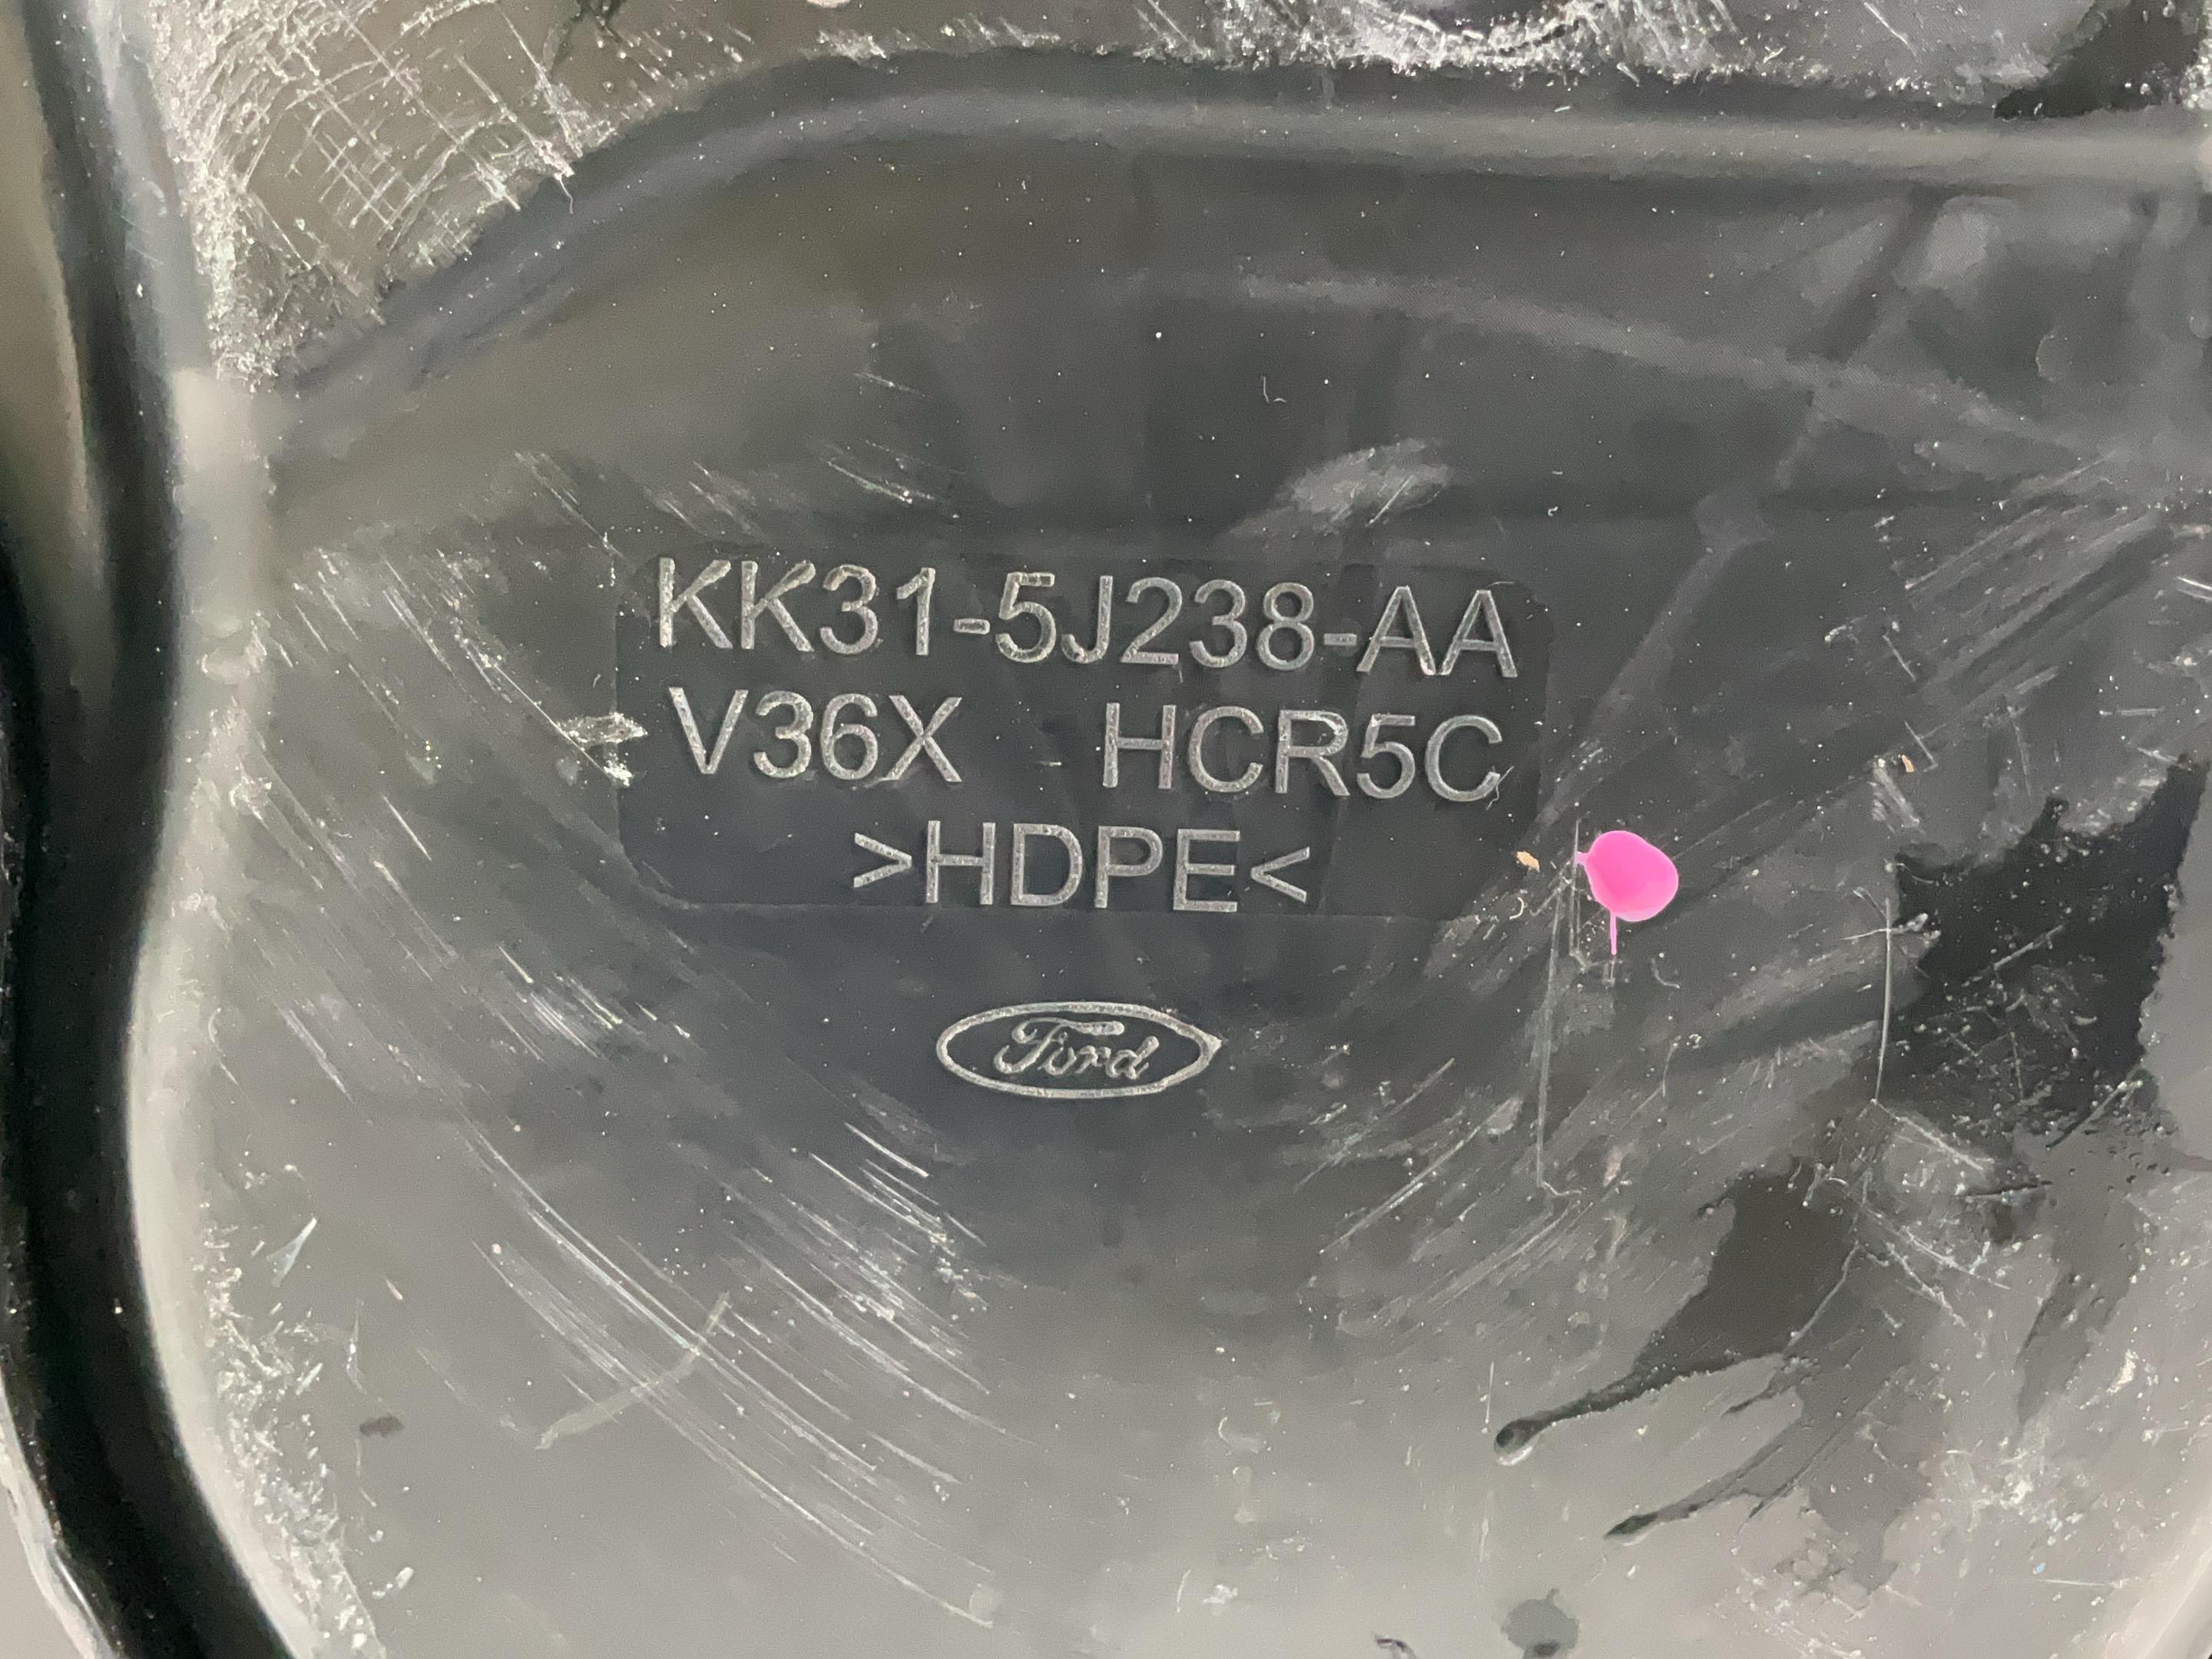 KK31-5J238-AA
V36X HCR5C
>HDPE<
Ford